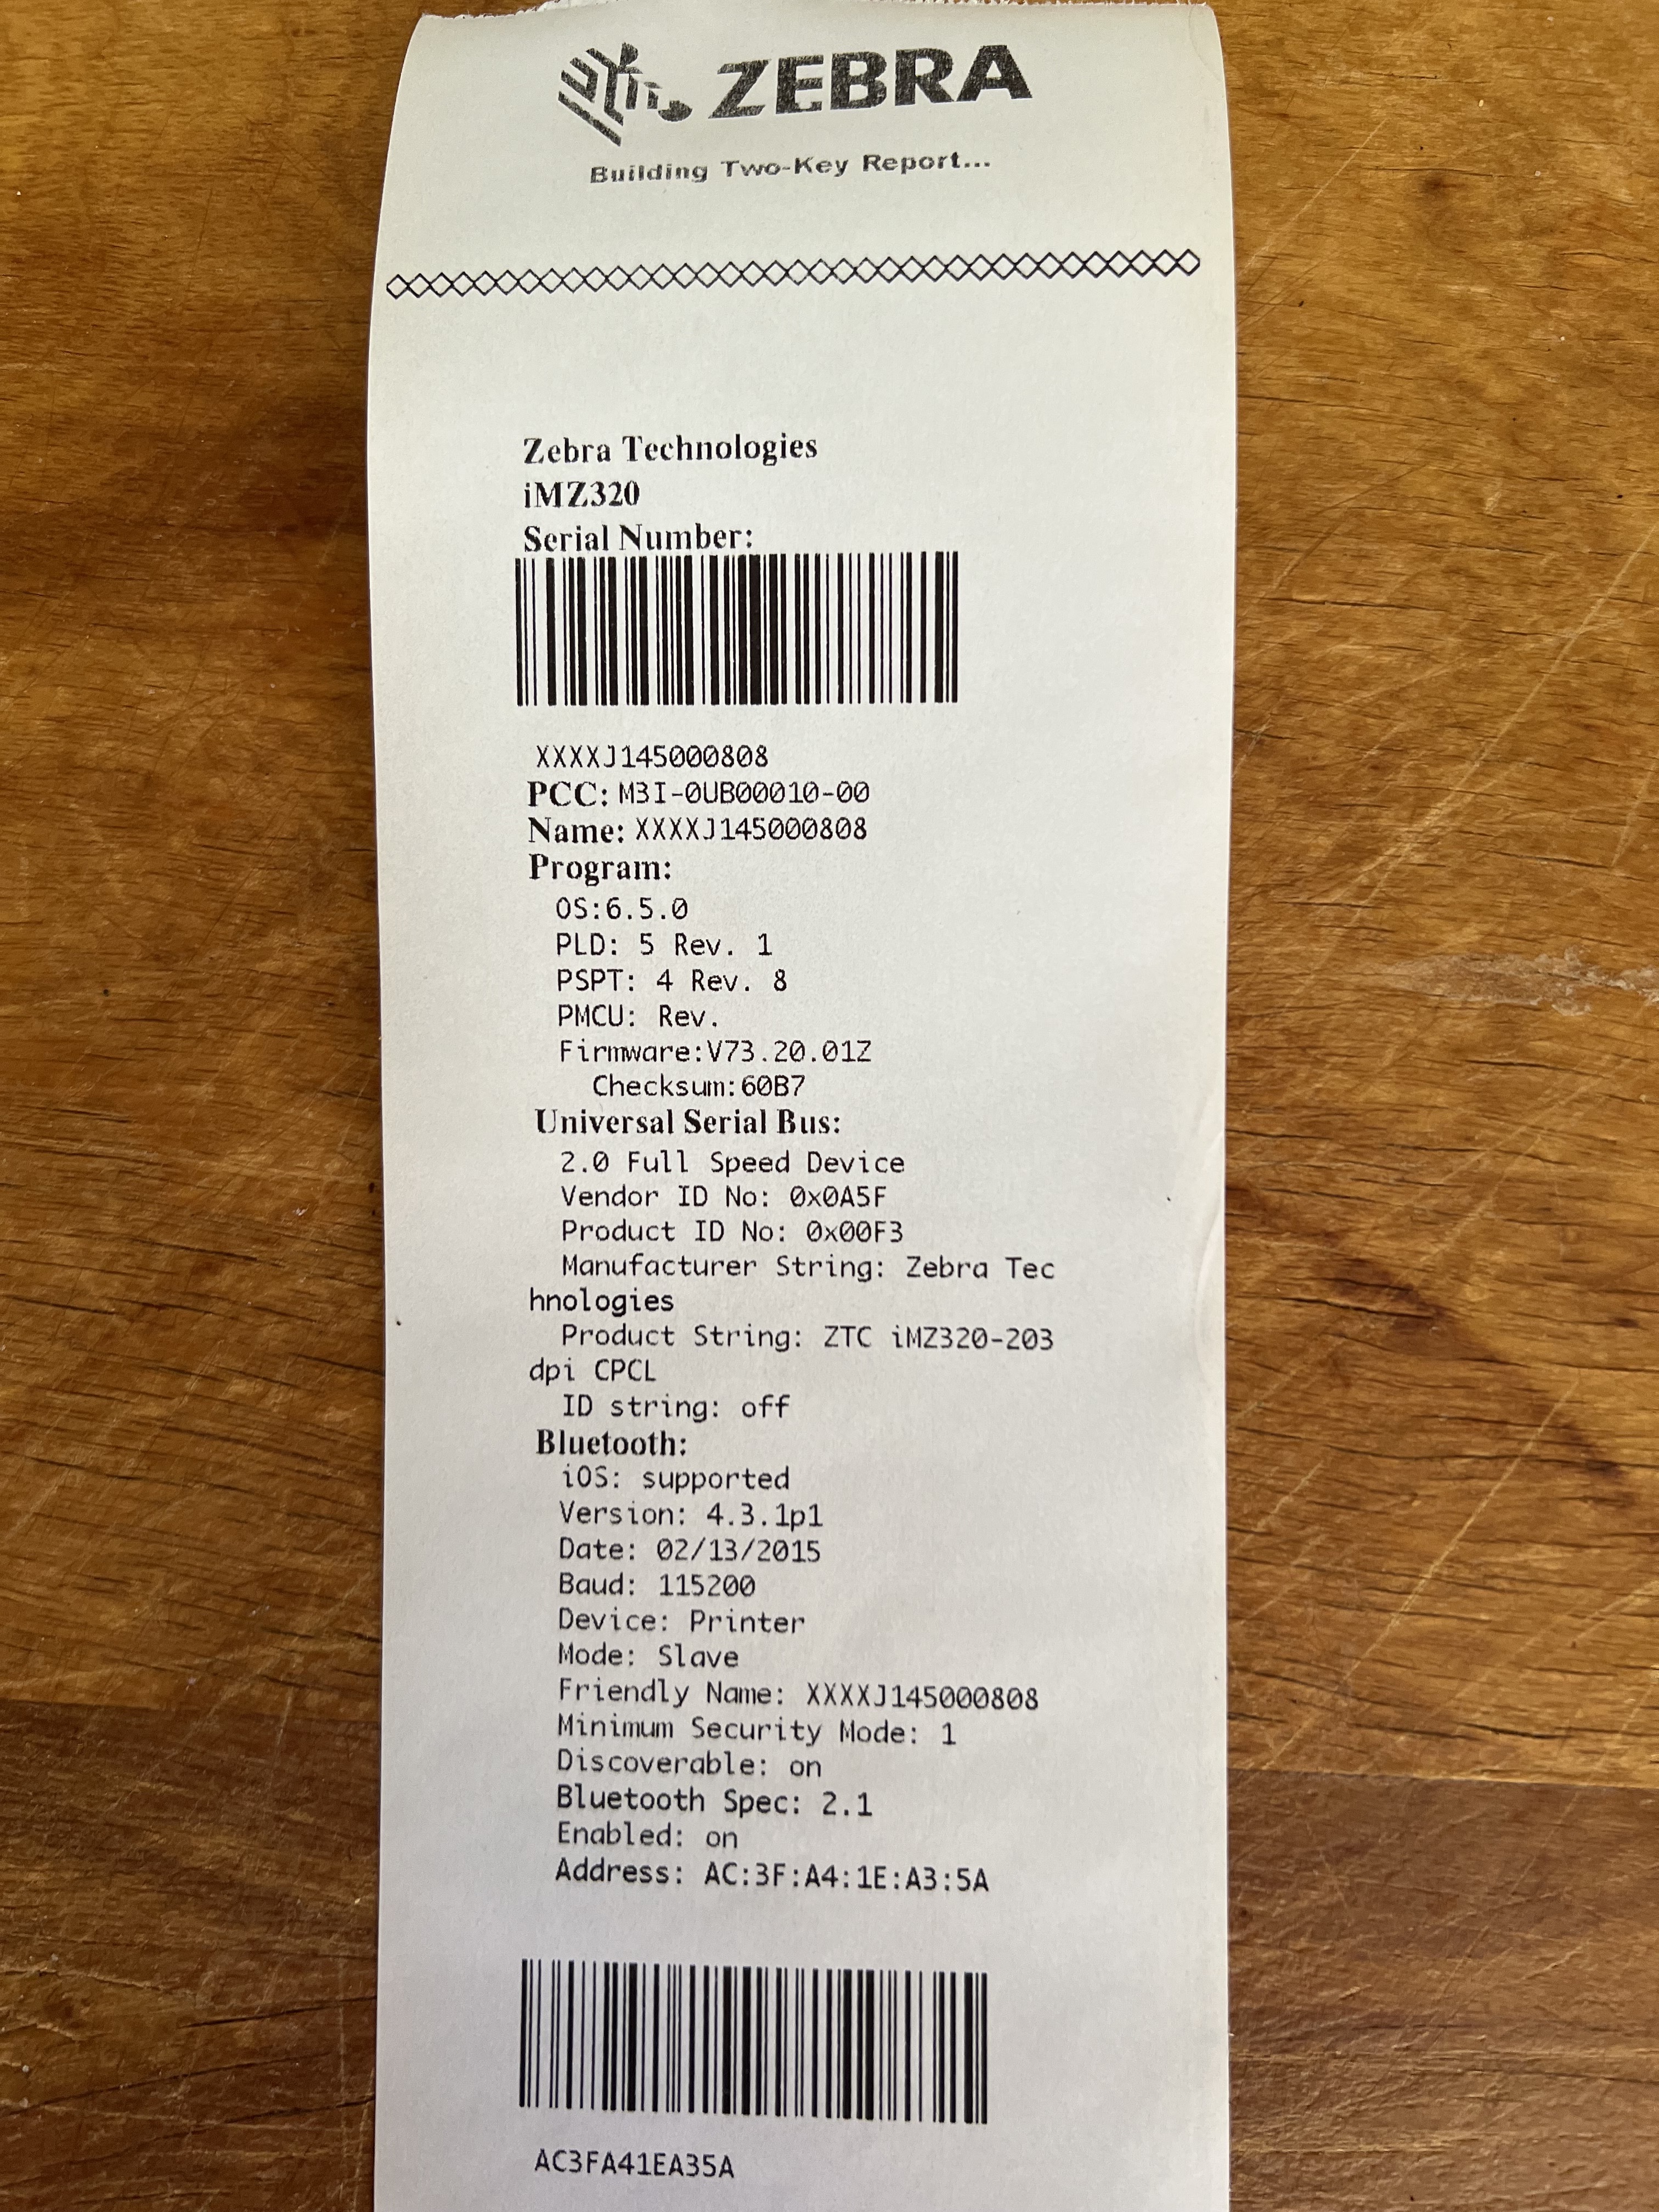 ZEBRA
Building Two-Key Report...
Zebra Technologies
iMZ320
Serial Number:
XXXXJ145000808
PCC: M3I-0UB00010-00
Name: XXXXJ145000808
Program:
OS:6.5.0
PLD: 5 Rev. 1
PSPT: 4 Rev. 8
PMCU: Rev.
Firmware:V73.20.01Z
Checksum:60B7
Universal Serial Bus:
2.0 Full Speed Device
Vendor ID No: 0x0A5F
Product ID No: 0x00F3
Manufacturer String: Zebra Tec
hnologies
Product String: ZTC iMZ320-203
dpi CPCL
ID string: off
Bluetooth:
iOS: supported
Version: 4.3.1p1
Date: 02/13/2015
Baud: 115200
Device: Printer
Mode: Slave
Friendly Name: XXXXJ145000808
Minimum Security Mode: 1
Discoverable: on
Bluetooth Spec: 2.1
Enabled: on
Address: AC:3F:A4:1E:A3:5A
AC3FA41EA35A